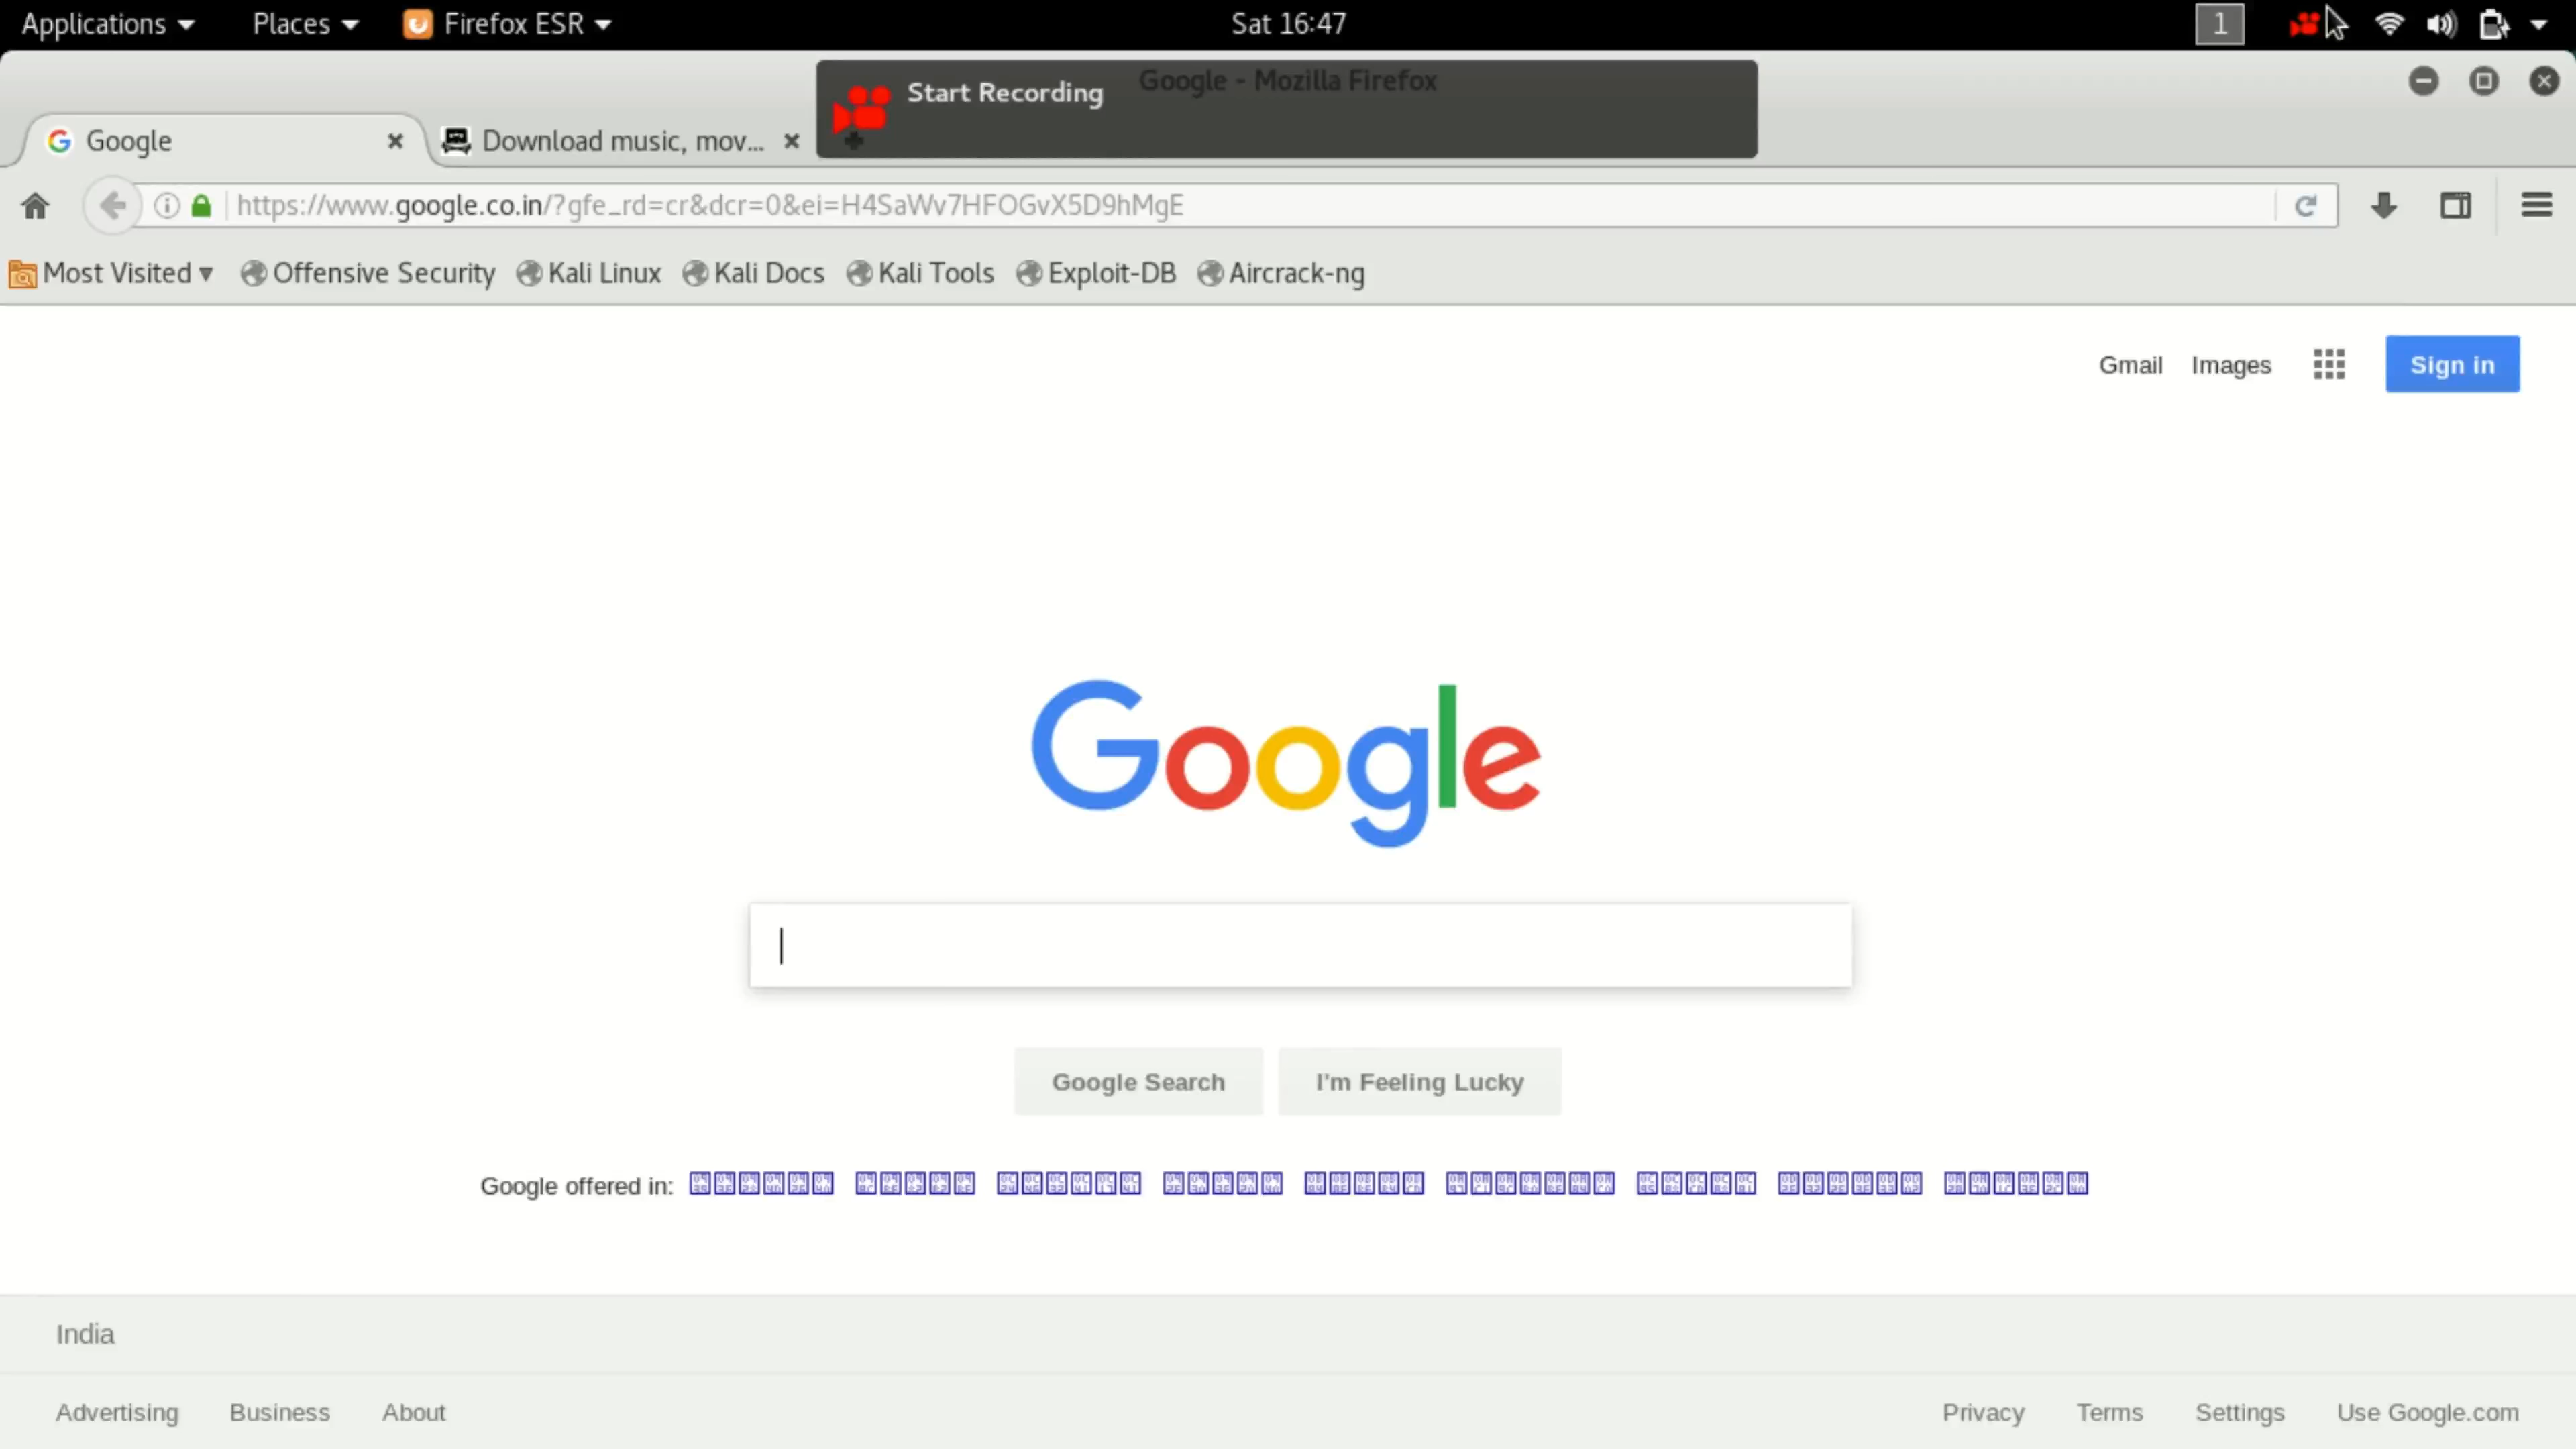 Applications Places Firefox ESR Sat 16:47 1
Start Recording Google - Mozilla Firefox
Google Download music, mov...
https://www.google.co.in/?gfe_rd=cr&dcr=0&ei=H4SaWv7HFOGvX5D9hMgE
Most Visited Offensive Security Kali Linux Kali Docs Kali Tools Exploit-DB Aircrack-ng
Gmail Images Sign in
Google
Google Search I'm Feeling Lucky
Google offered in:
India
Advertising Business About Privacy Terms Settings Use Google.com